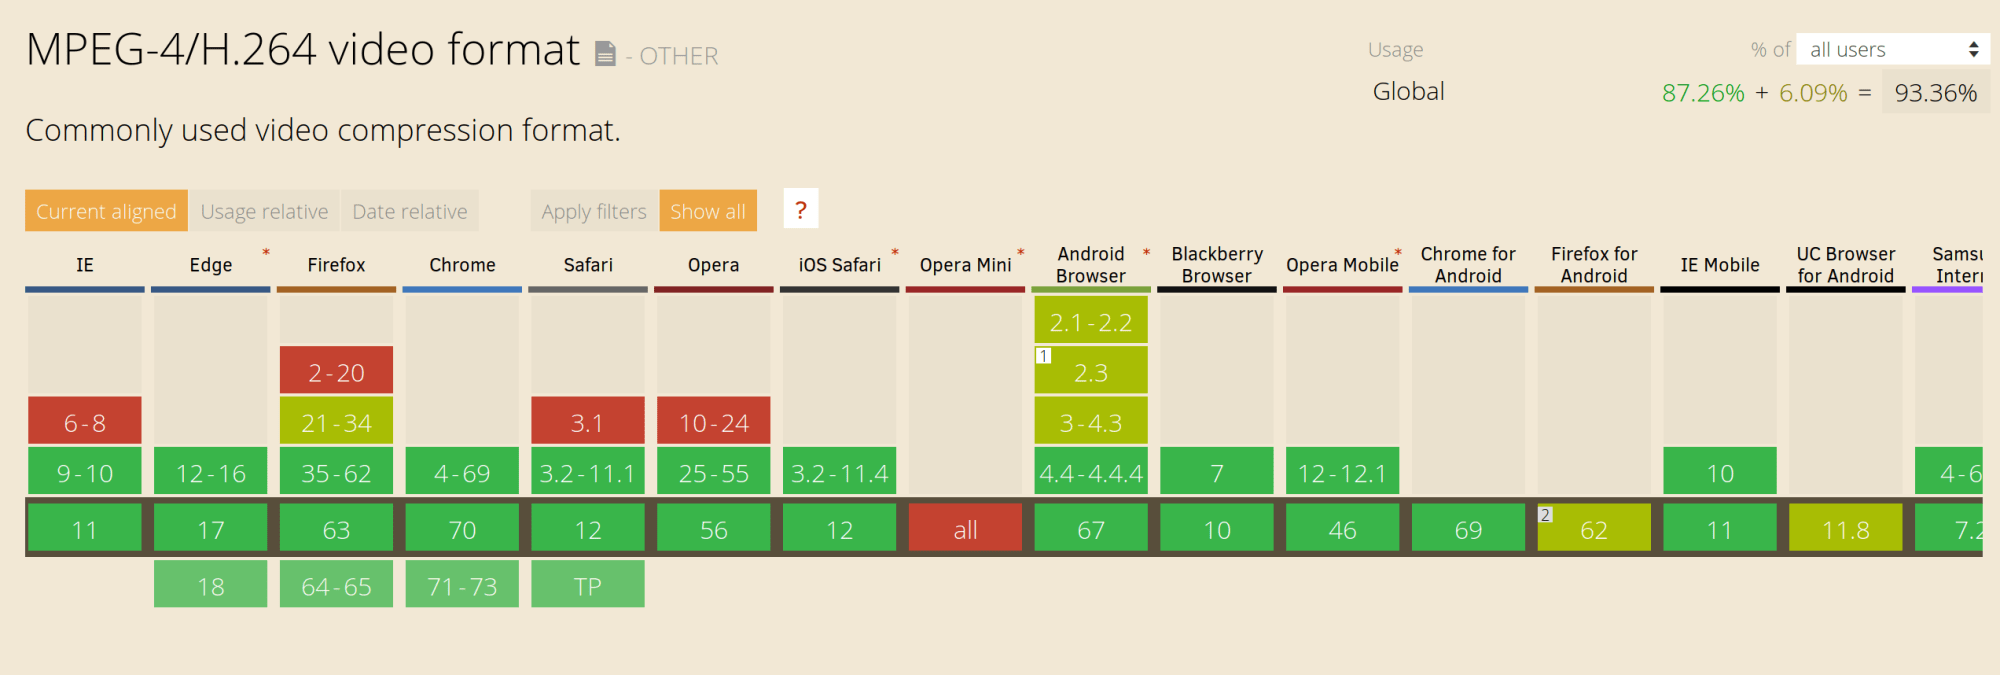 MPEG-4/H.264 video format - OTHER
Usage % of all users
Global 87.26% + 6.09% = 93.36%
Commonly used video compression format.
Current aligned Usage relative Date relative Apply filters Show all ?
IE Edge * Firefox Chrome Safari Opera iOS Safari * Opera Mini * Android Browser * Blackberry Browser Opera Mobile * Chrome for Android Firefox for Android IE Mobile UC Browser for Android
2.1-2.2
2-20 1 2.3
6-8 21-34 3.1 10-24 3-4.3
9-10 12-16 35-62 4-69 3.2-11.1 25-55 3.2-11.4 4.4-4.4.4 7 12-12.1 10
11 17 63 70 12 56 12 all 67 10 46 69 2 62 11 11.8
18 64-65 71-73 TP